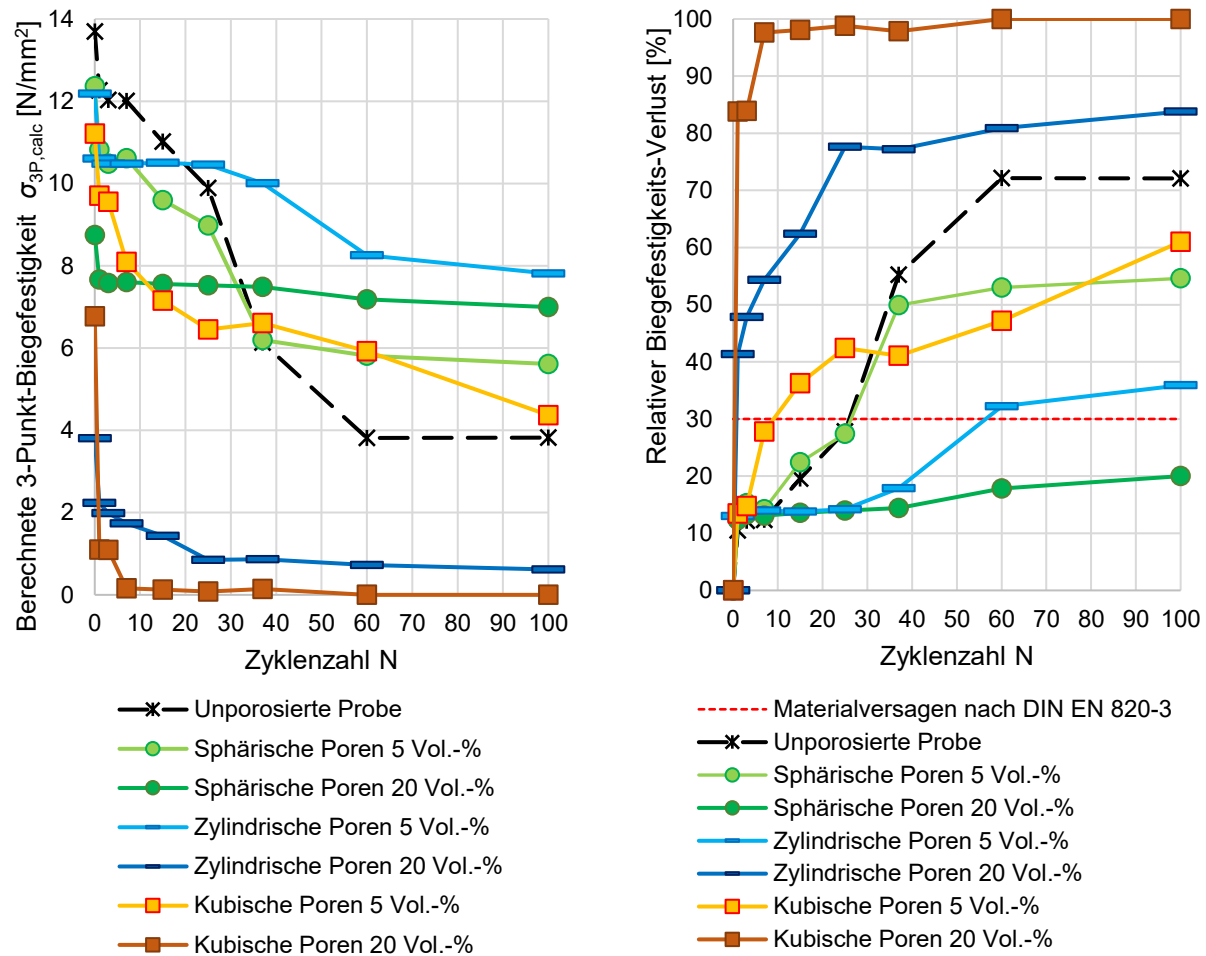 Berechnete 3-Punkt-Biegefestigkeit σ3P,calc [N/mm²]
14
12
10
8
6
4
2
0
0 10 20 30 40 50 60 70 80 90 100
Zyklenzahl N
Unporosierte Probe
Sphärische Poren 5 Vol.-%
Sphärische Poren 20 Vol.-%
Zylindrische Poren 5 Vol.-%
Zylindrische Poren 20 Vol.-%
Kubische Poren 5 Vol.-%
Kubische Poren 20 Vol.-%
Relativer Biegefestigkeits-Verlust [%]
100
90
80
70
60
50
40
30
20
10
0
0 10 20 30 40 50 60 70 80 90 100
Zyklenzahl N
Materialversagen nach DIN EN 820-3
Unporosierte Probe
Sphärische Poren 5 Vol.-%
Sphärische Poren 20 Vol.-%
Zylindrische Poren 5 Vol.-%
Zylindrische Poren 20 Vol.-%
Kubische Poren 5 Vol.-%
Kubische Poren 20 Vol.-%